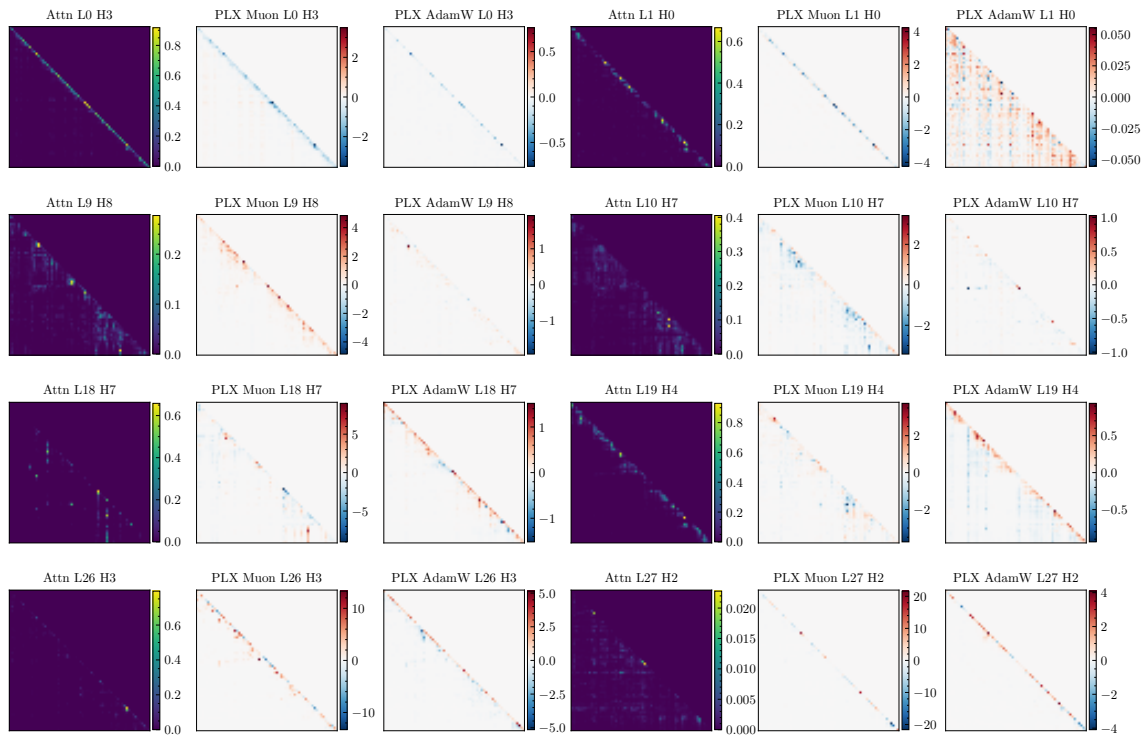 Attn L0 H3 PLX Muon L0 H3 PLX AdamW L0 H3 Attn L1 H0 PLX Muon L1 H0 PLX AdamW L1 H0
0.8 0.6 0.4 0.2 0.0
2 0 −2
0.5 0.0 −0.5
0.6 0.4 0.2 0.0
4 2 0 −2 −4
0.050 0.025 0.000 −0.025 −0.050
Attn L9 H8 PLX Muon L9 H8 PLX AdamW L9 H8 Attn L10 H7 PLX Muon L10 H7 PLX AdamW L10 H7
0.2 0.1 0.0
4 2 0 −2 −4
1 0 −1
0.4 0.3 0.2 0.1 0.0
2 0 −2
1.0 0.5 0.0 −0.5 −1.0
Attn L18 H7 PLX Muon L18 H7 PLX AdamW L18 H7 Attn L19 H4 PLX Muon L19 H4 PLX AdamW L19 H4
0.6 0.4 0.2 0.0
5 0 −5
1 0 −1
0.8 0.6 0.4 0.2 0.0
2 0 −2
0.5 0.0 −0.5
Attn L26 H3 PLX Muon L26 H3 PLX AdamW L26 H3 Attn L27 H2 PLX Muon L27 H2 PLX AdamW L27 H2
0.6 0.4 0.2 0.0
10 0 −10
5.0 2.5 0.0 −2.5 −5.0
0.020 0.015 0.010 0.005 0.000
20 10 0 −10 −20
4 2 0 −2 −4